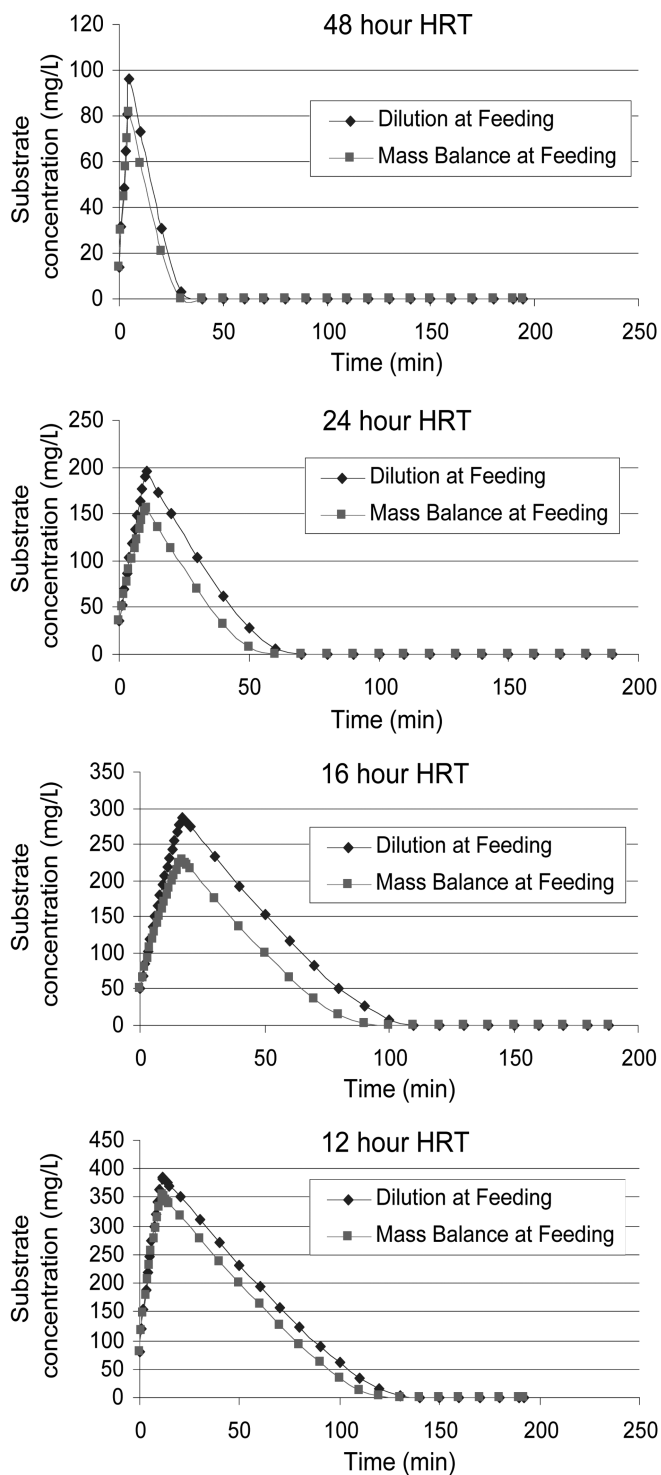 48 hour HRT
Substrate
concentration (mg/L)
120
100
80
60
40
20
0
Dilution at Feeding
Mass Balance at Feeding
0 50 100 150 200 250
Time (min)
24 hour HRT
Substrate
concentration (mg/L)
250
200
150
100
50
0
Dilution at Feeding
Mass Balance at Feeding
0 50 100 150 200
Time (min)
16 hour HRT
Substrate
concentration (mg/L)
350
300
250
200
150
100
50
0
Dilution at Feeding
Mass Balance at Feeding
0 50 100 150 200
Time (min)
12 hour HRT
Substrate
concentration (mg/L)
450
400
350
300
250
200
150
100
50
0
Dilution at Feeding
Mass Balance at Feeding
0 50 100 150 200 250
Time (min)